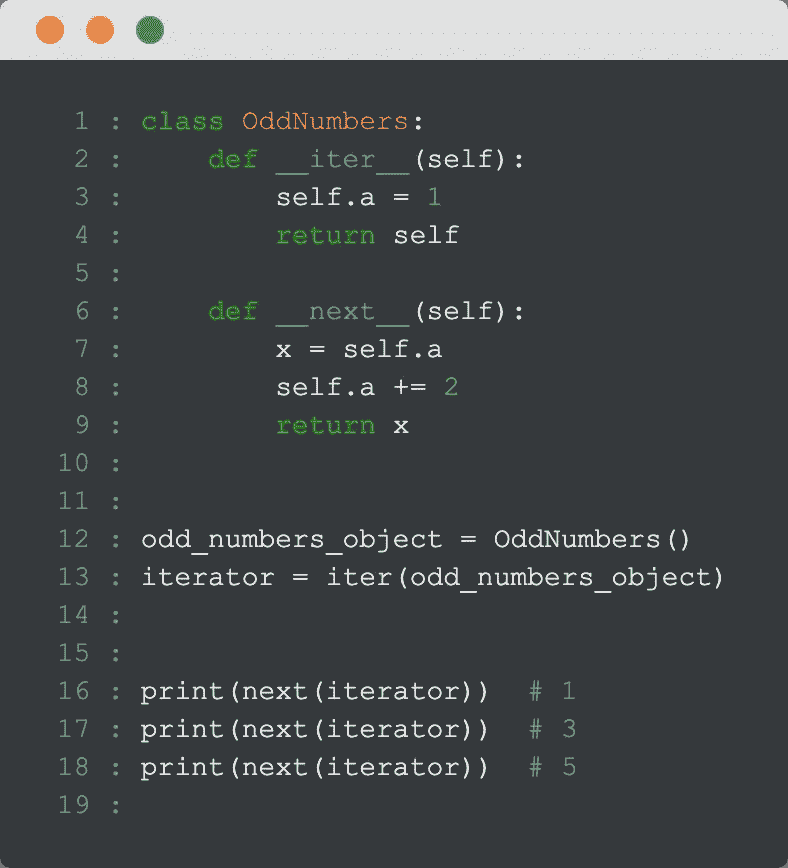 1 : class OddNumbers:
2 :     def __iter__(self):
3 :         self.a = 1
4 :         return self
5 :
6 :     def __next__(self):
7 :         x = self.a
8 :         self.a += 2
9 :         return x
10 :
11 :
12 : odd_numbers_object = OddNumbers()
13 : iterator = iter(odd_numbers_object)
14 :
15 :
16 : print(next(iterator))  # 1
17 : print(next(iterator))  # 3
18 : print(next(iterator))  # 5
19 :